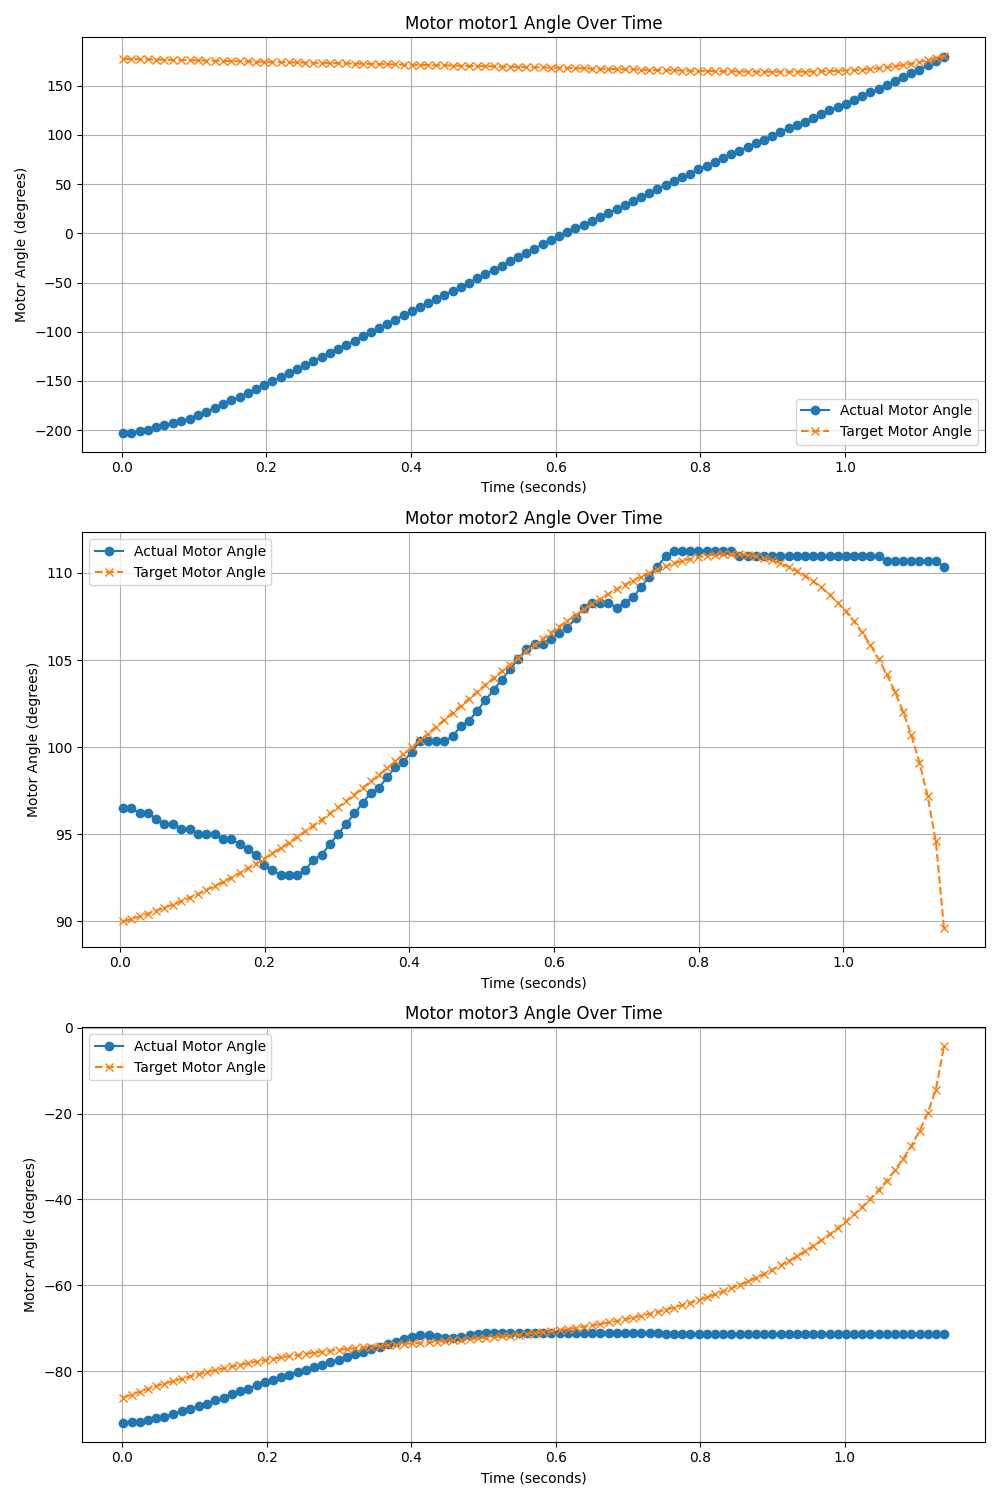 Motor motor1 Angle Over Time
Motor Angle (degrees)
150
100
50
0
−50
−100
−150
−200
Actual Motor Angle
Target Motor Angle
0.0 0.2 0.4 0.6 0.8 1.0
Time (seconds)
Motor motor2 Angle Over Time
Actual Motor Angle
Target Motor Angle
Motor Angle (degrees)
110
105
100
95
90
0.0 0.2 0.4 0.6 0.8 1.0
Time (seconds)
Motor motor3 Angle Over Time
Actual Motor Angle
Target Motor Angle
Motor Angle (degrees)
0
−20
−40
−60
−80
0.0 0.2 0.4 0.6 0.8 1.0
Time (seconds)